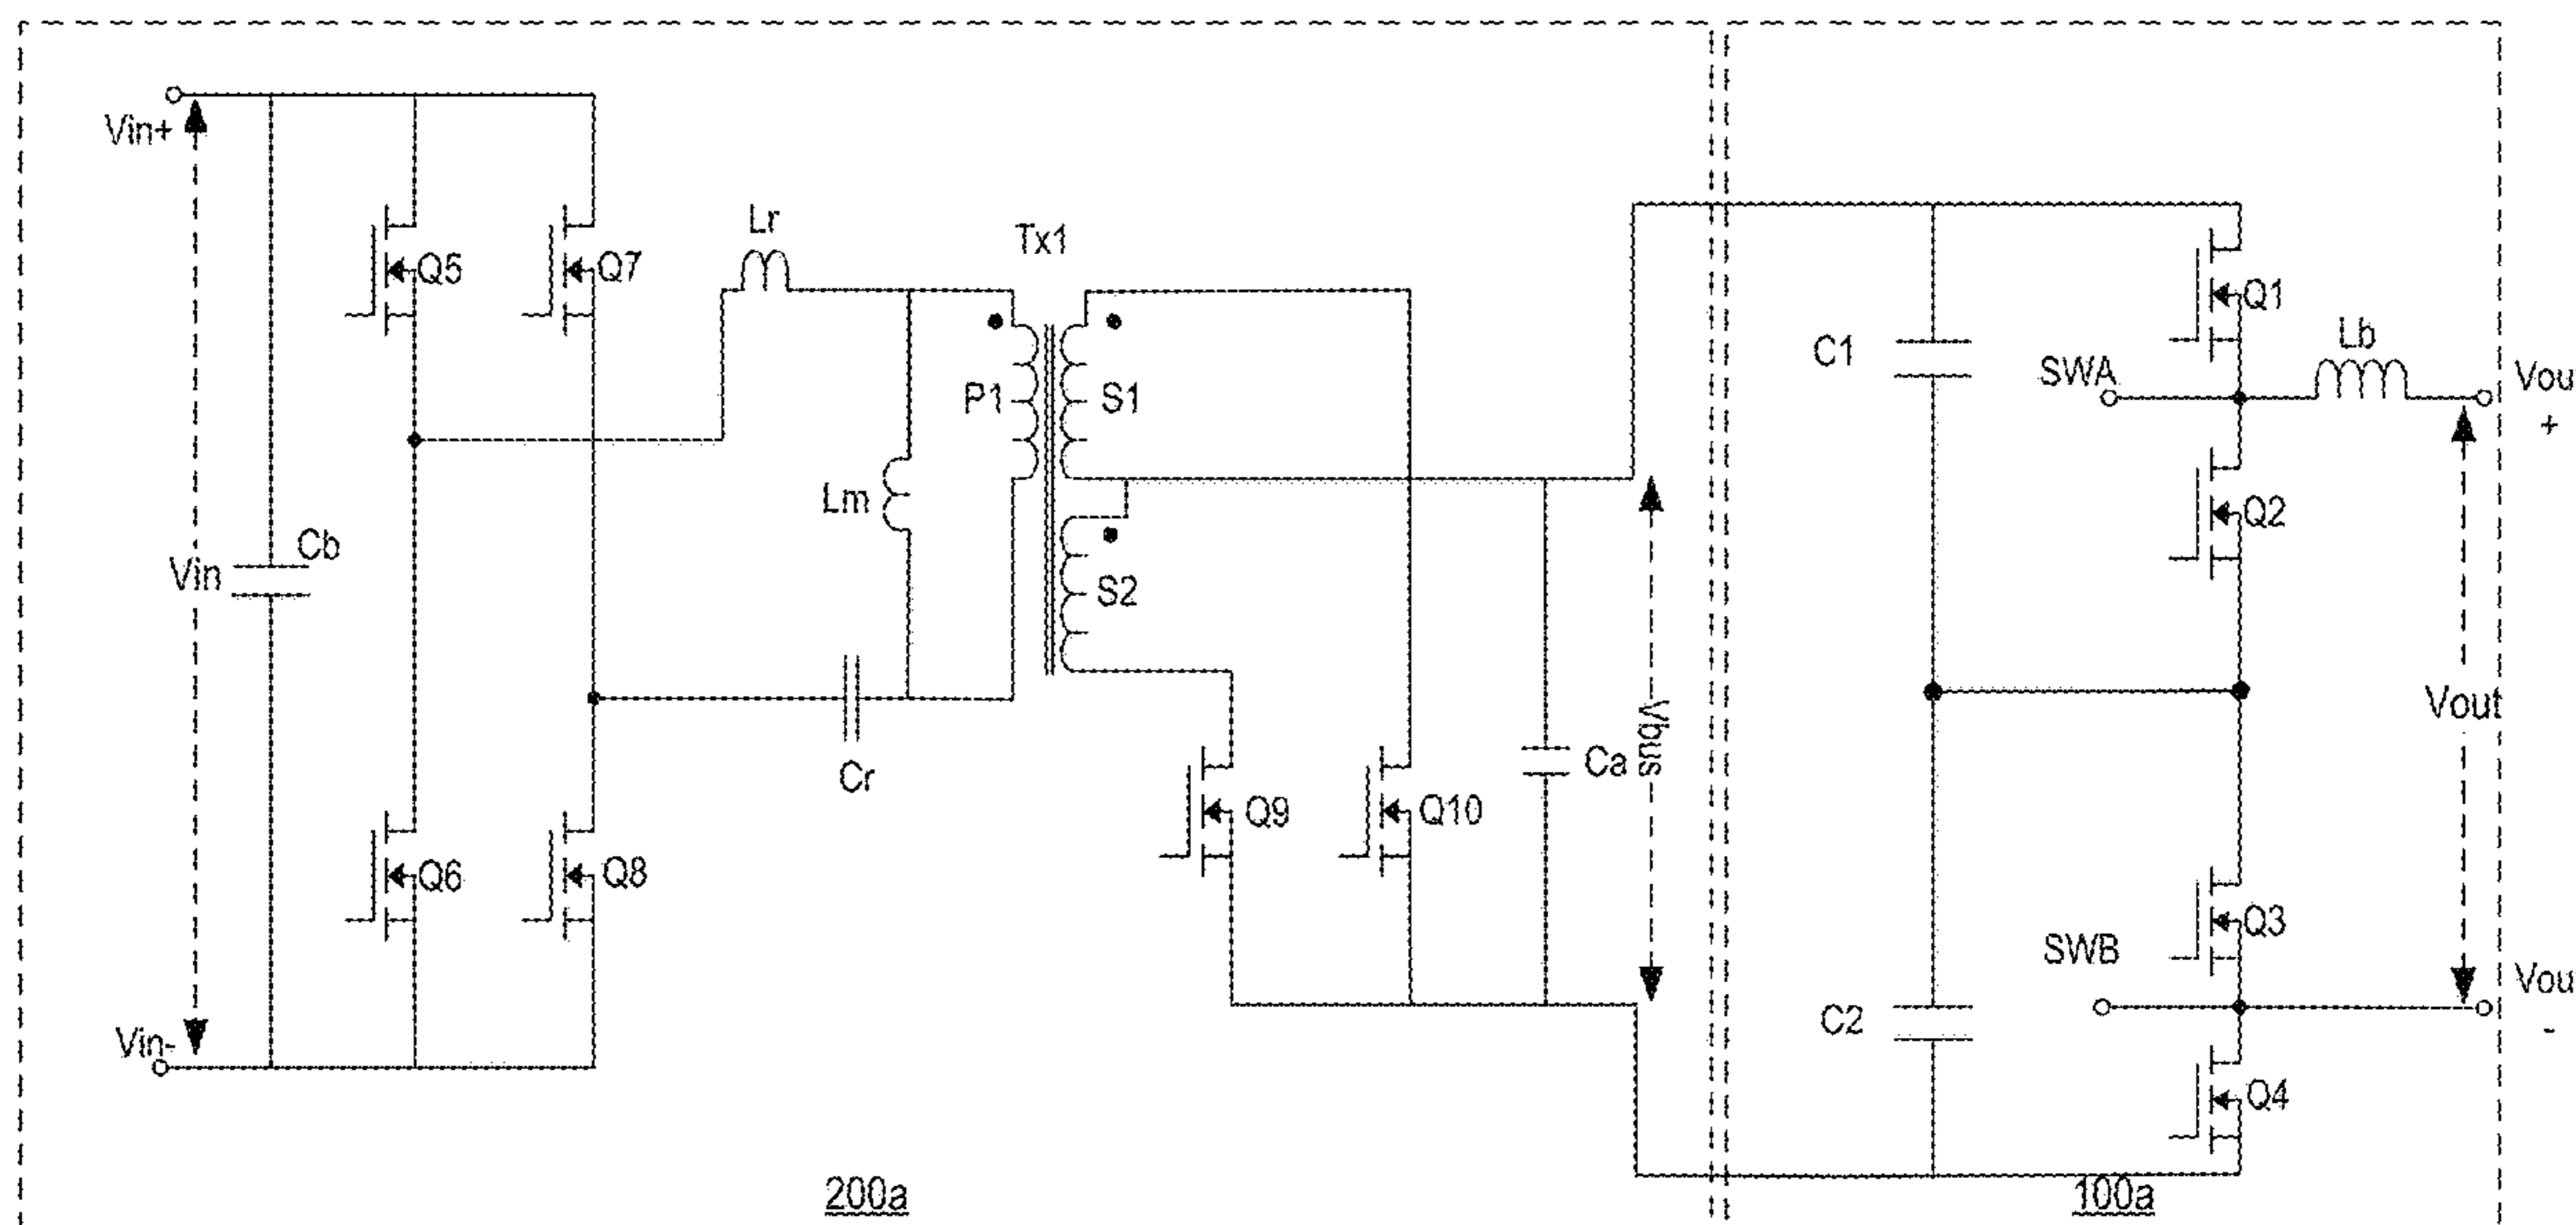 Vin+
Q5
Q7
Lr
Tx1
P1
S1
C1
Q1
SWA
Lb
Vou
+
Q2
Vin
Cb
Lm
S2
Cr
Q9
Q10
Ca
Vbus
Vout
Q6
Q8
C2
Q3
SWB
Vou
-
Vin-
Q4
200a
100a